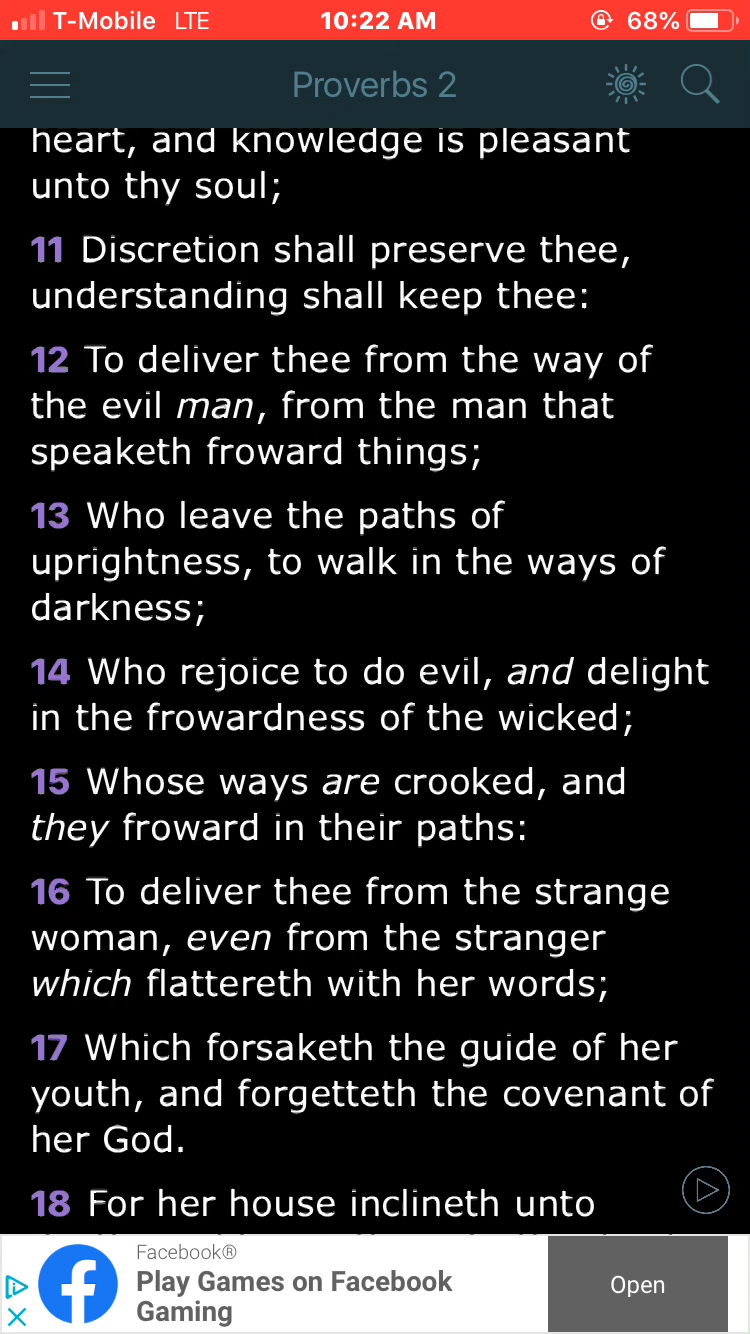 T-Mobile LTE 10:22 AM 68%
Proverbs 2
heart, and knowledge is pleasant
unto thy soul;
11 Discretion shall preserve thee,
understanding shall keep thee:
12 To deliver thee from the way of
the evil man, from the man that
speaketh froward things;
13 Who leave the paths of
uprightness, to walk in the ways of
darkness;
14 Who rejoice to do evil, and delight
in the frowardness of the wicked;
15 Whose ways are crooked, and
they froward in their paths:
16 To deliver thee from the strange
woman, even from the stranger
which flattereth with her words;
17 Which forsaketh the guide of her
youth, and forgetteth the covenant of
her God.
18 For her house inclineth unto
Facebook®
Play Games on Facebook
Gaming
Open